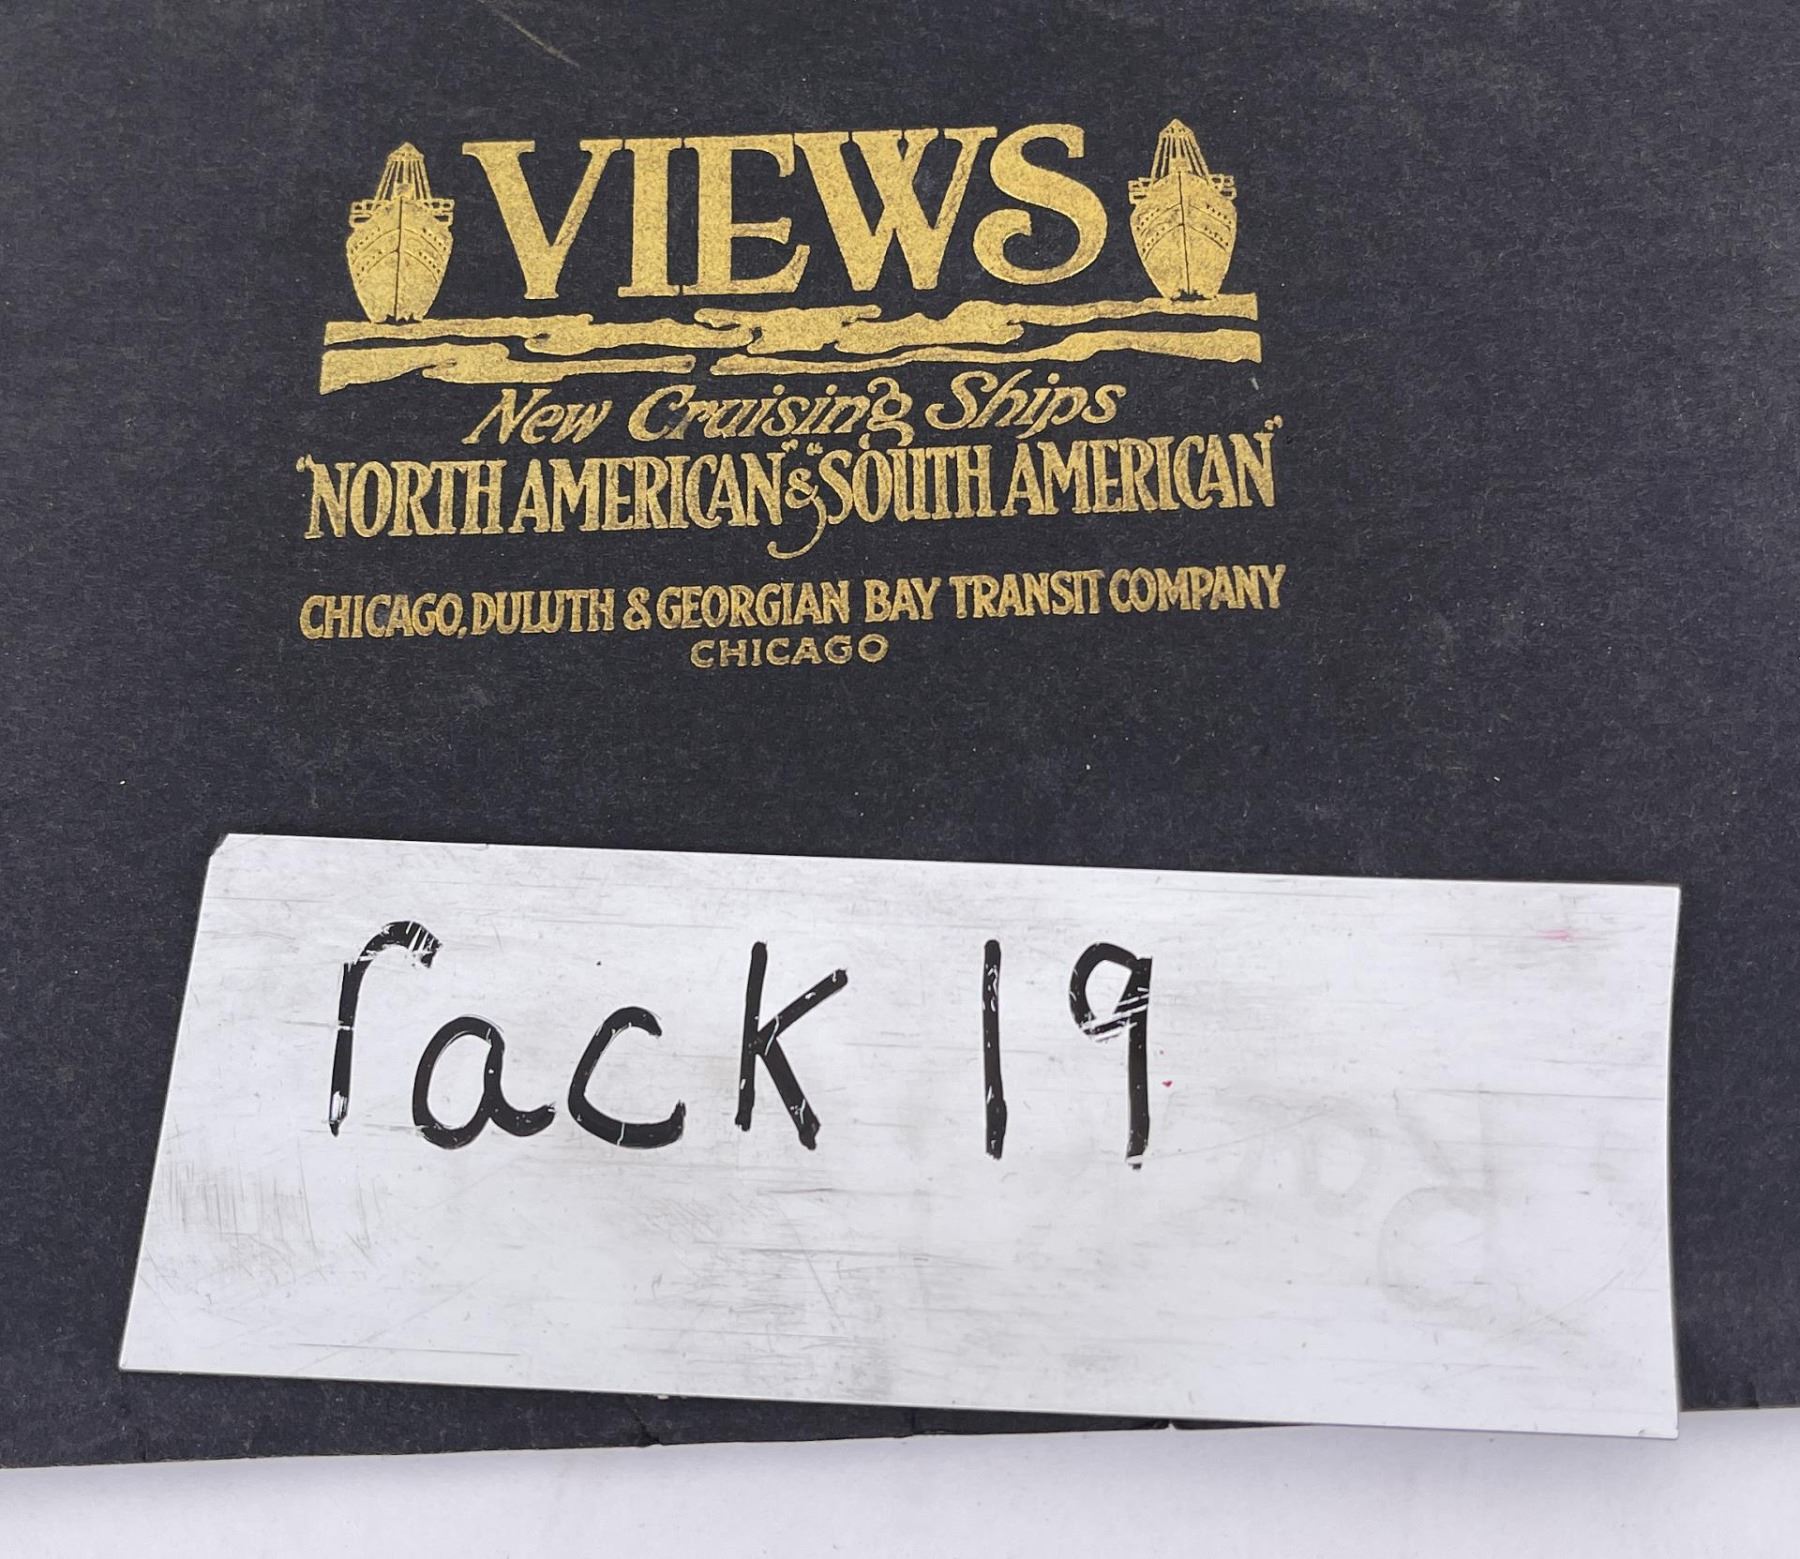 VIEWS
New Cruising Ships
"NORTH AMERICAN" & "SOUTH AMERICAN"
CHICAGO, DULUTH & GEORGIAN BAY TRANSIT COMPANY
CHICAGO
rack 19